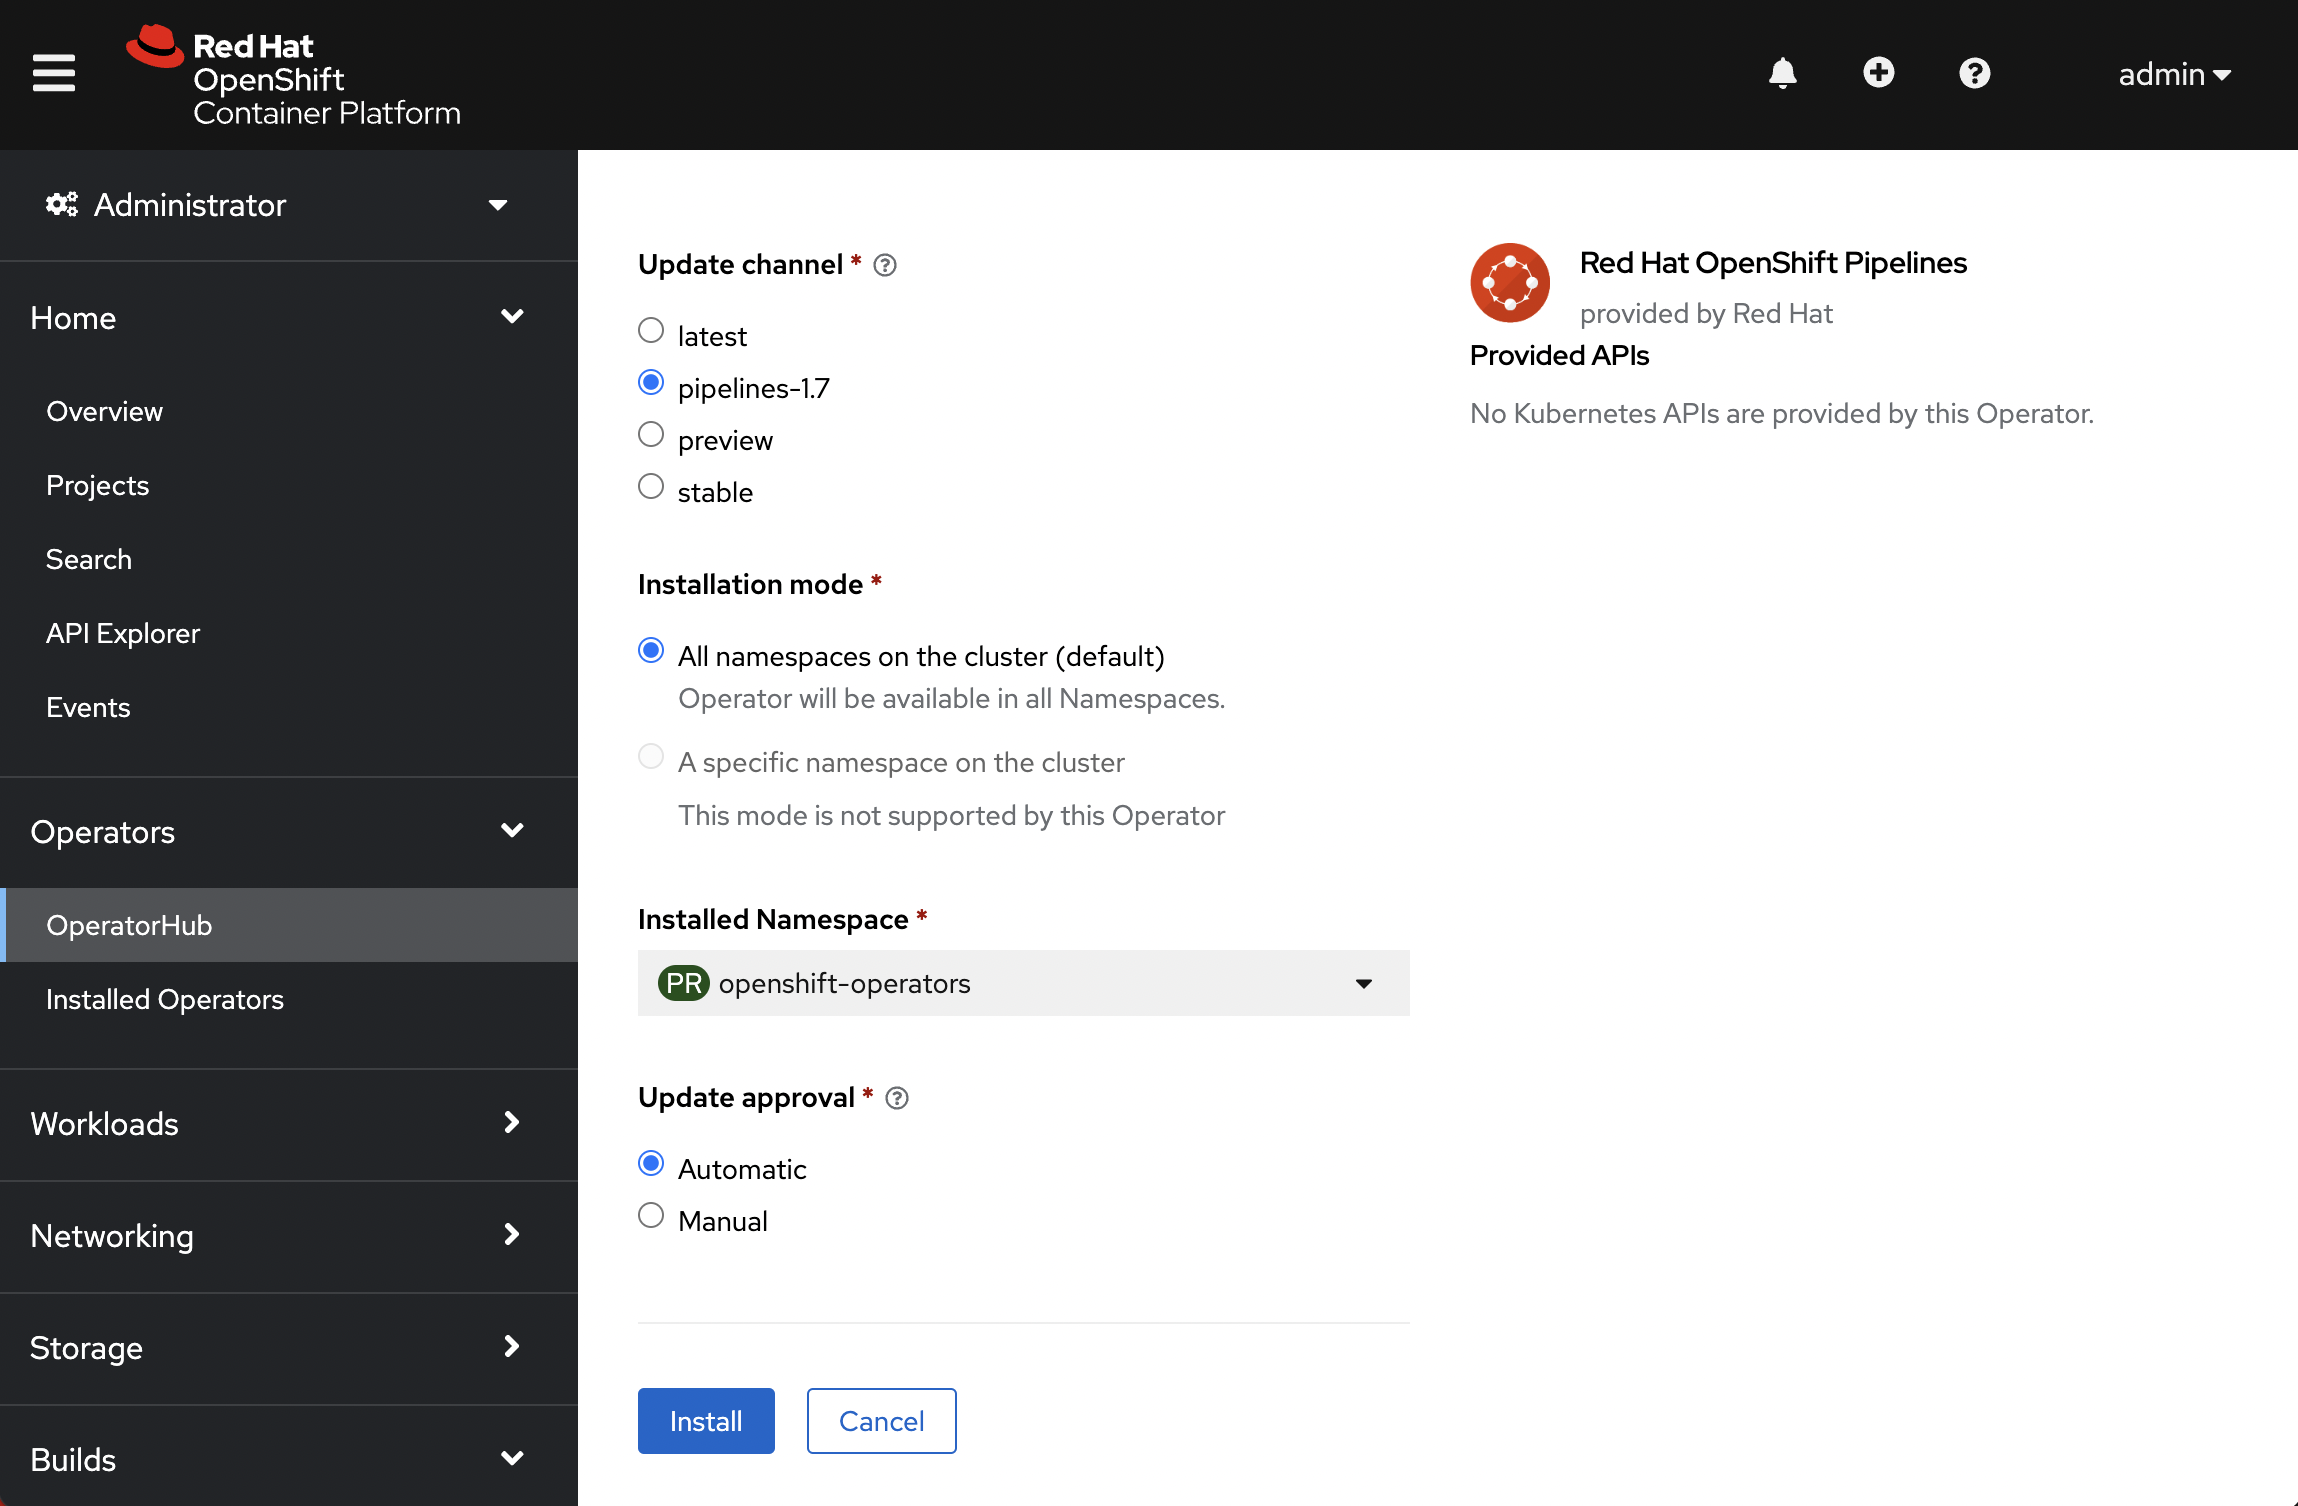 Red Hat
OpenShift
Container Platform
admin
Administrator
Home
Overview
Projects
Search
API Explorer
Events
Operators
OperatorHub
Installed Operators
Workloads
Networking
Storage
Builds
Update channel *
latest
pipelines-1.7
preview
stable
Installation mode *
All namespaces on the cluster (default)
Operator will be available in all Namespaces.
A specific namespace on the cluster
This mode is not supported by this Operator
Installed Namespace *
PR openshift-operators
Update approval *
Automatic
Manual
Install
Cancel
Red Hat OpenShift Pipelines
provided by Red Hat
Provided APIs
No Kubernetes APIs are provided by this Operator.